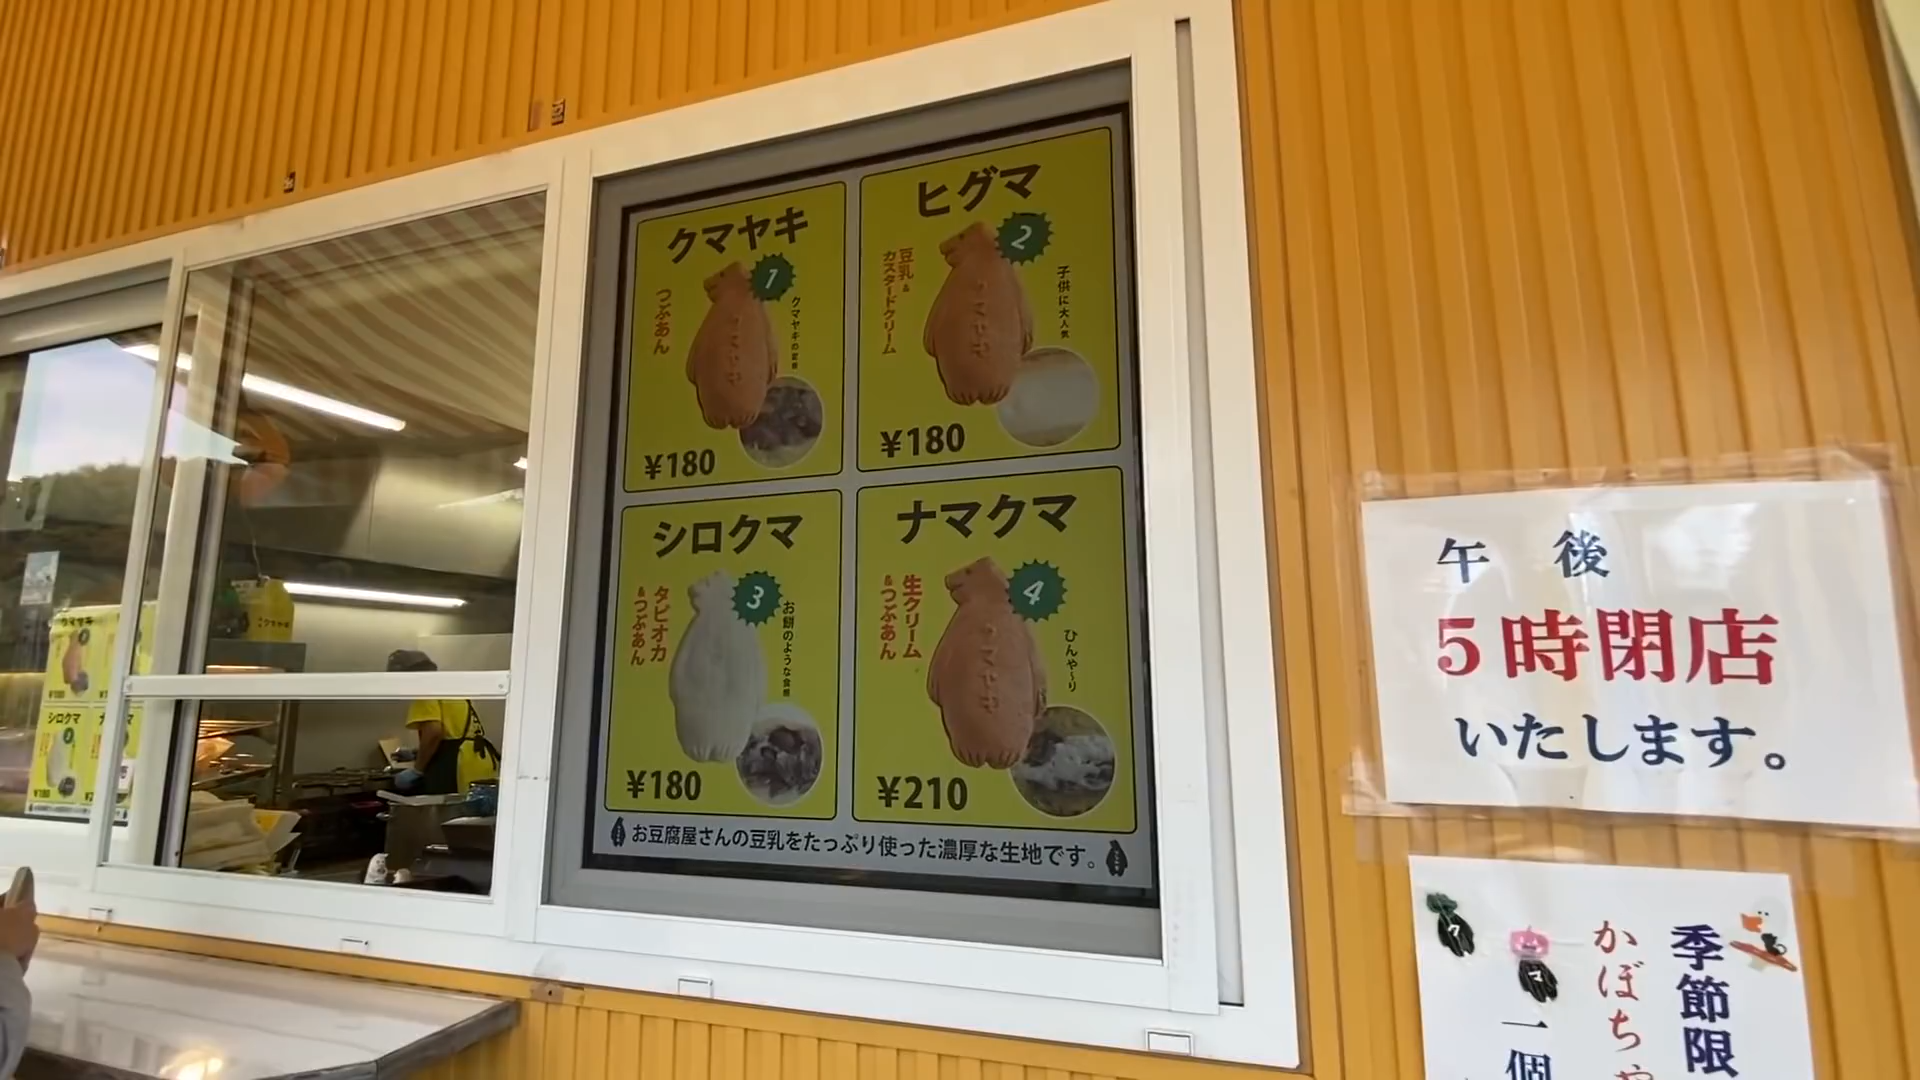 クマヤキ
1
つぶあん
¥180
ヒグマ
2
豆乳&
カスタードクリーム
子供に大人気
¥180
シロクマ
3
タピオカ
&つぶあん
お餅のような食感
¥180
ナマクマ
4
生クリーム
&つぶあん
ひんや〜り
¥210
お豆腐屋さんの豆乳をたっぷり使った濃厚な生地です。
午後
5時閉店
いたします。
季節限
かぼちゃ
一個
シロクマ
¥180